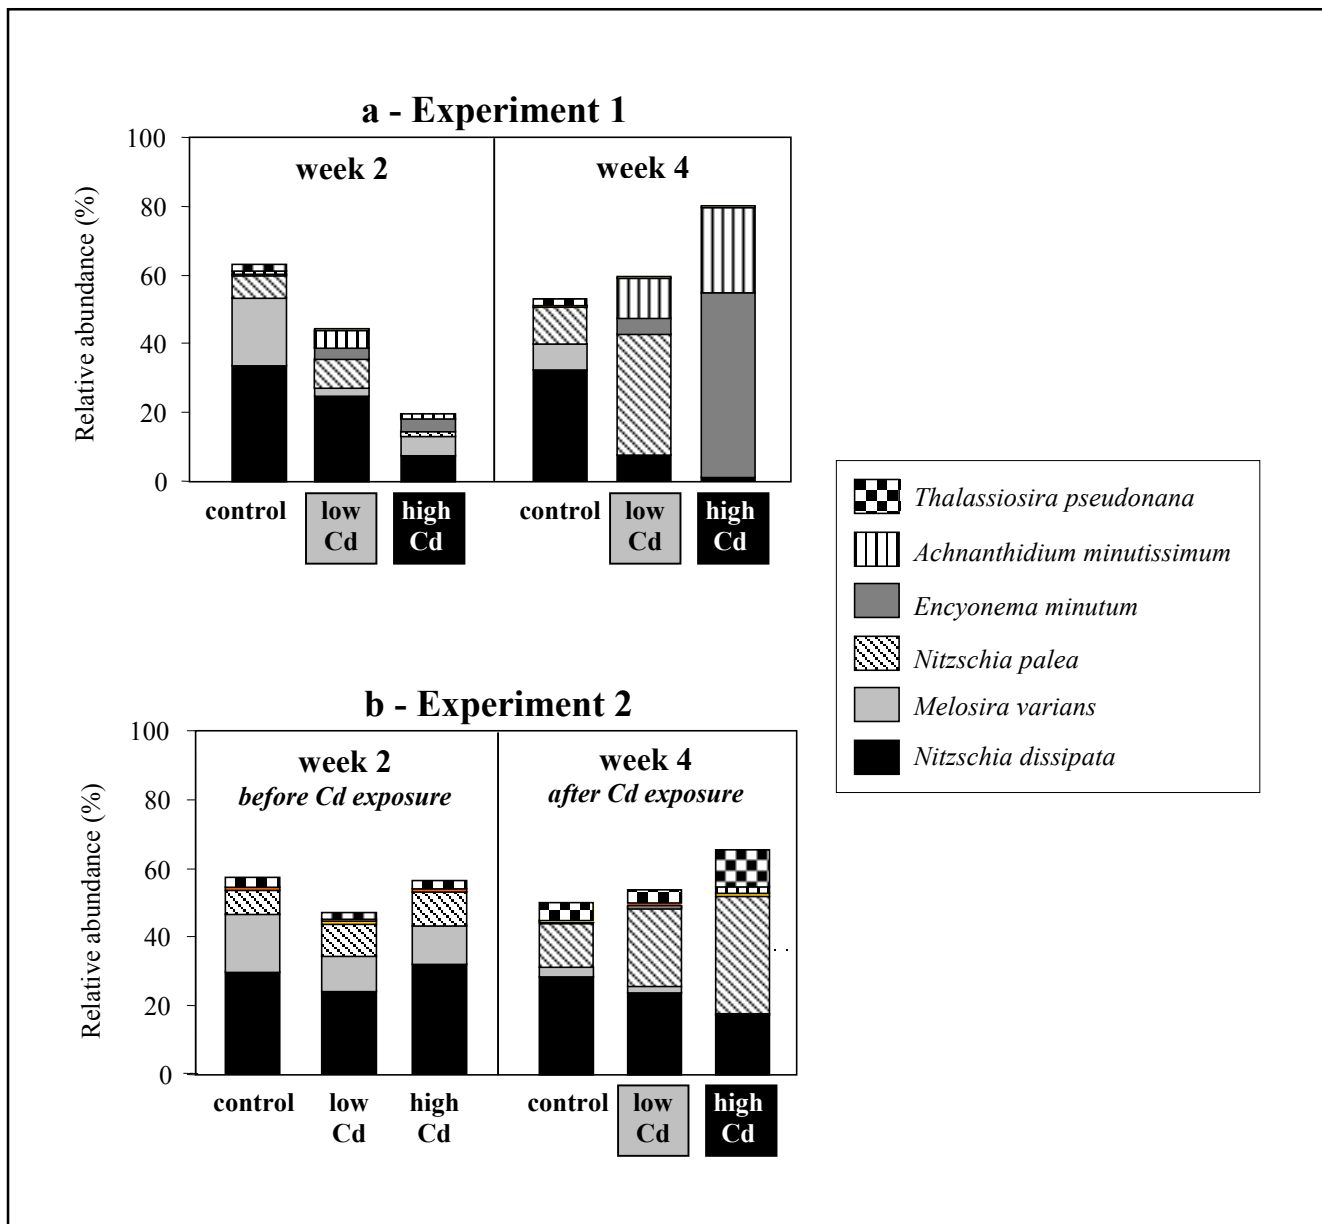 a - Experiment 1
100
80
60
40
20
0
Relative abundance (%)
week 2
week 4
control
low
Cd
high
Cd
control
low
Cd
high
Cd
Thalassiosira pseudonana
Achnanthidium minutissimum
Encyonema minutum
Nitzschia palea
Melosira varians
Nitzschia dissipata
b - Experiment 2
100
80
60
40
20
0
Relative abundance (%)
week 2
before Cd exposure
week 4
after Cd exposure
control
low
Cd
high
Cd
control
low
Cd
high
Cd